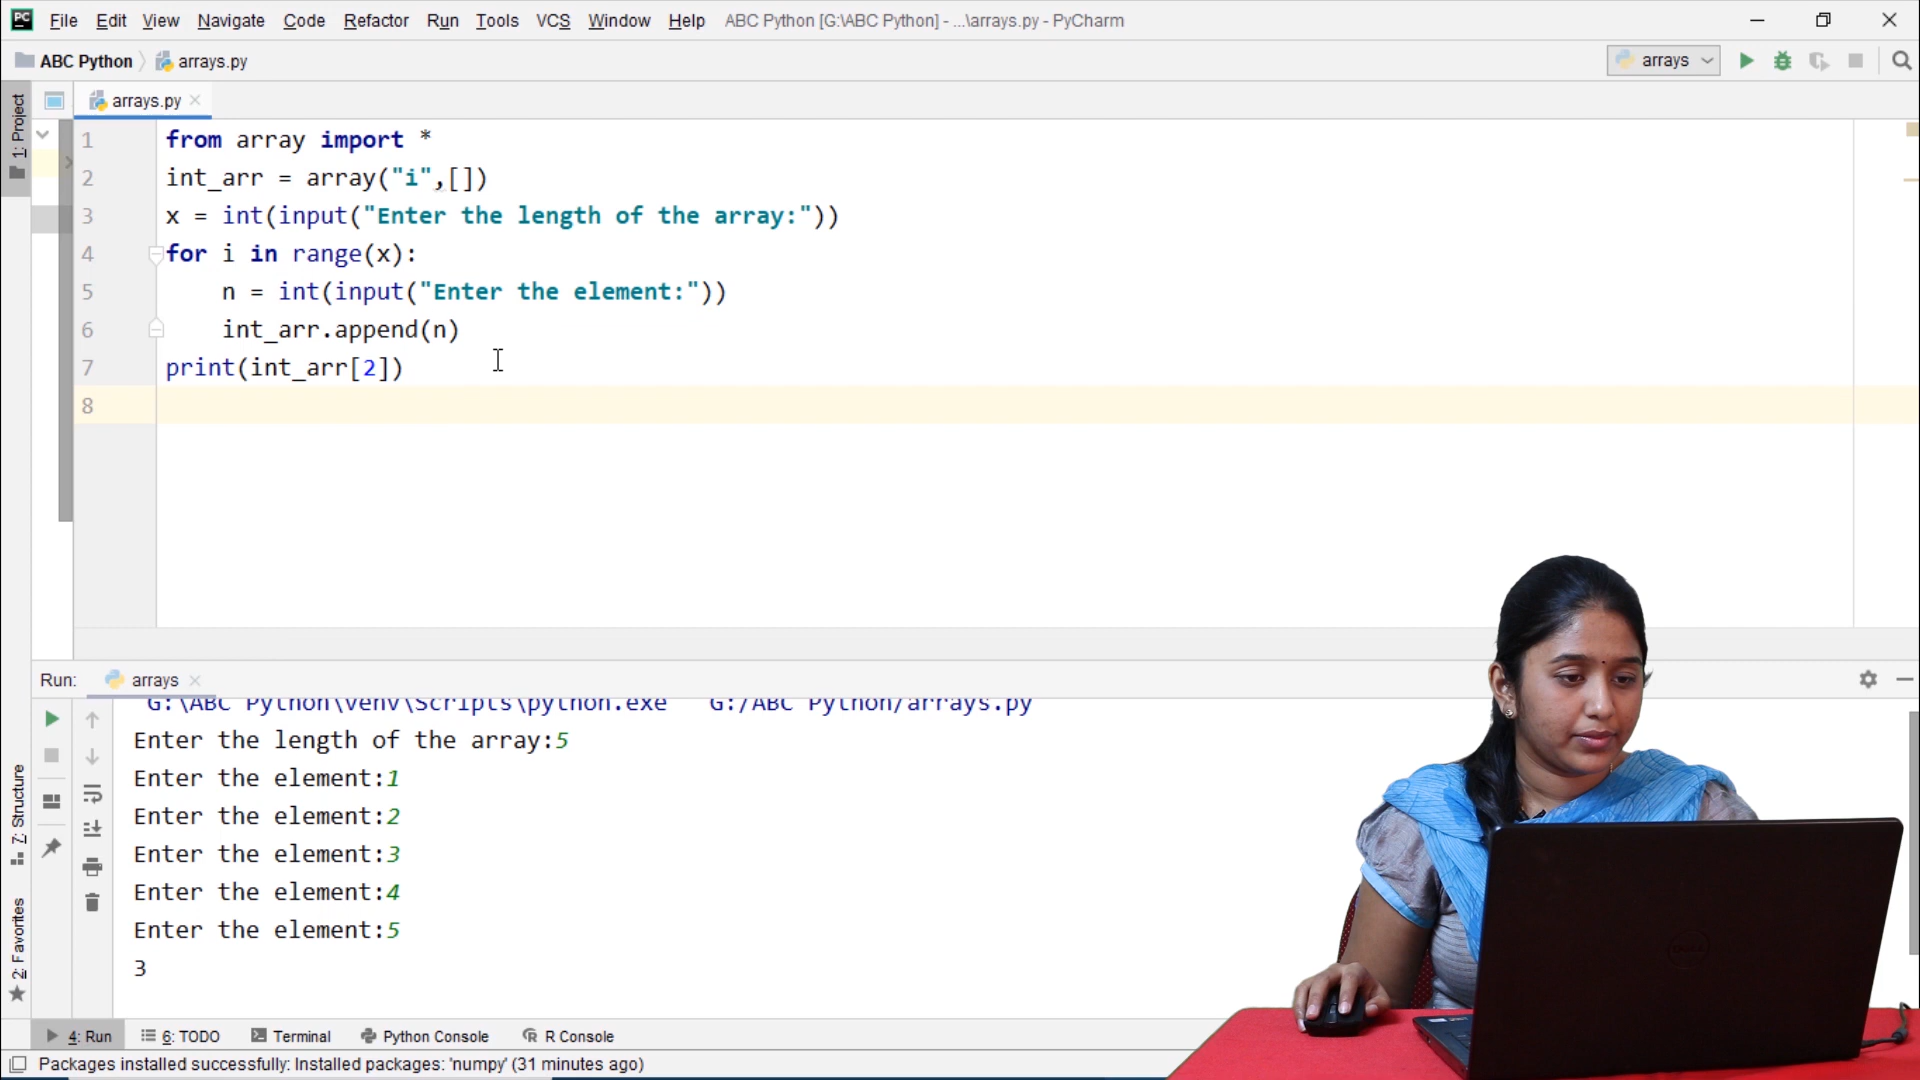 PC File Edit View Navigate Code Refactor Run Tools VCS Window Help ABC Python [G:\ABC Python] - ...\arrays.py - PyCharm
ABC Python arrays.py arrays
1: Project
arrays.py
1 from array import *
2 int_arr = array("i",[])
3 x = int(input("Enter the length of the array:"))
4 for i in range(x):
5 n = int(input("Enter the element:"))
6 int_arr.append(n)
7 print(int_arr[2])
8
Run: arrays
G:\ABC Python\venv\Scripts\python.exe G:/ABC Python/arrays.py
Enter the length of the array:5
Enter the element:1
Enter the element:2
Enter the element:3
Enter the element:4
Enter the element:5
3
7: Structure
2: Favorites
4: Run 6: TODO Terminal Python Console R Console
Packages installed successfully: Installed packages: 'numpy' (31 minutes ago)
DELL